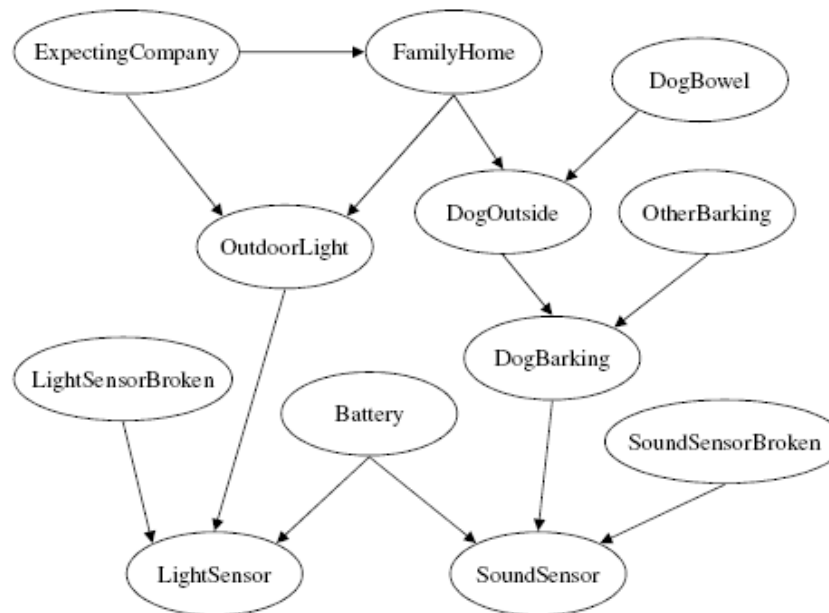 ExpectingCompany
FamilyHome
DogBowel
DogOutside
OtherBarking
OutdoorLight
DogBarking
LightSensorBroken
Battery
SoundSensorBroken
LightSensor
SoundSensor